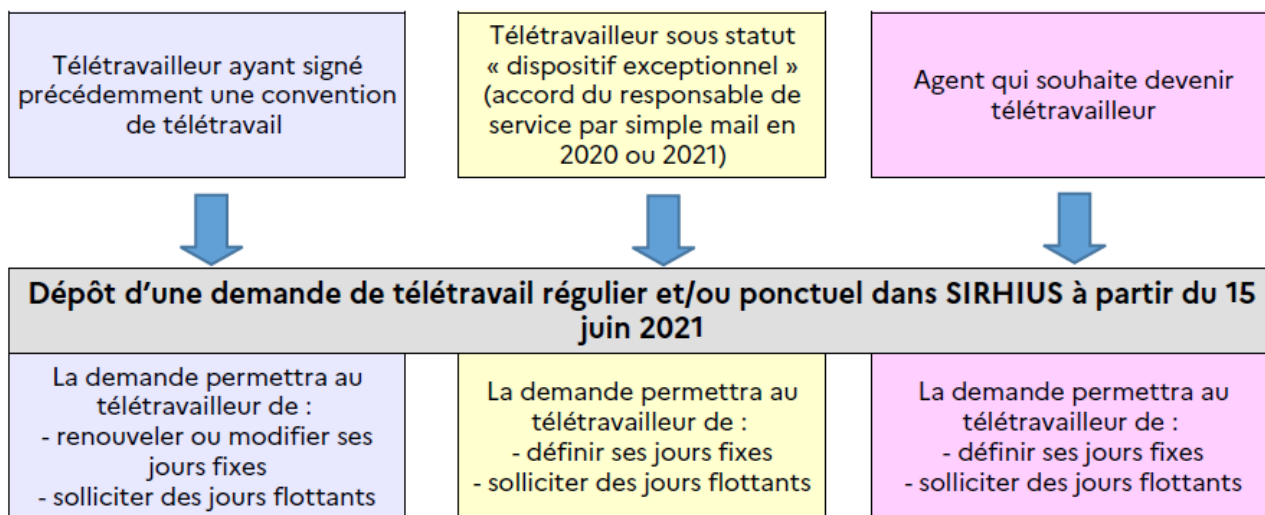 Télétravailleur ayant signé
précédemment une convention
de télétravail
Télétravailleur sous statut
« dispositif exceptionnel »
(accord du responsable de
service par simple mail en
2020 ou 2021)
Agent qui souhaite devenir
télétravailleur
Dépôt d’une demande de télétravail régulier et/ou ponctuel dans SIRHIUS à partir du 15
juin 2021
La demande permettra au
télétravailleur de :
- renouveler ou modifier ses
jours fixes
- solliciter des jours flottants
La demande permettra au
télétravailleur de :
- définir ses jours fixes
- solliciter des jours flottants
La demande permettra au
télétravailleur de :
- définir ses jours fixes
- solliciter des jours flottants